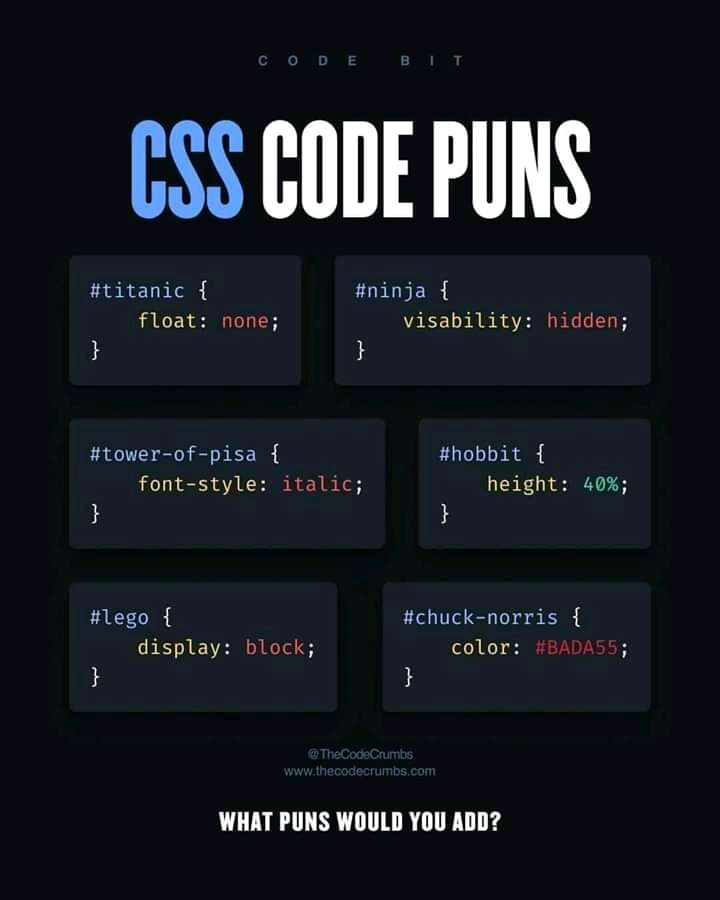 CODE BIT
CSS CODE PUNS
#titanic {
    float: none;
}
#ninja {
    visability: hidden;
}
#tower-of-pisa {
    font-style: italic;
}
#hobbit {
    height: 40%;
}
#lego {
    display: block;
}
#chuck-norris {
    color: #BADA55;
}
@TheCodeCrumbs
www.thecodecrumbs.com
WHAT PUNS WOULD YOU ADD?